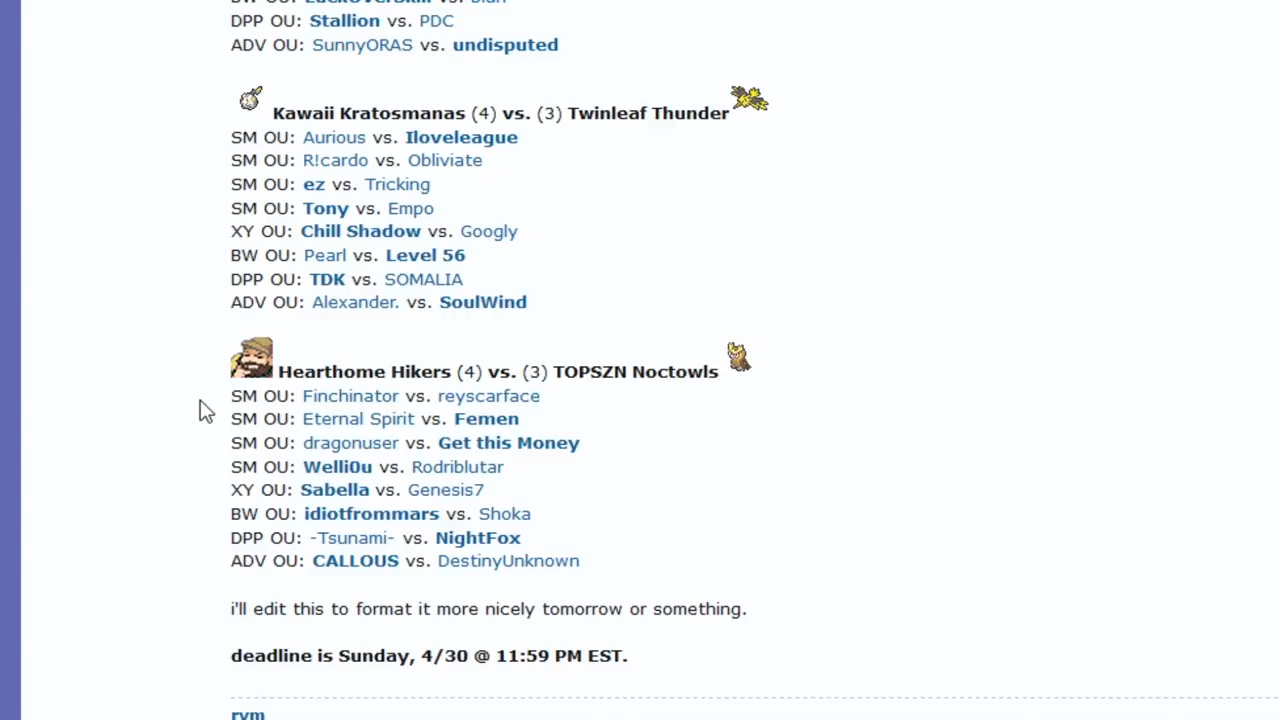 DPP OU: Stallion vs. PDC
ADV OU: SunnyORAS vs. undisputed
Kawaii Kratosmanas (4) vs. (3) Twinleaf Thunder
SM OU: Aurious vs. Iloveleague
SM OU: R!cardo vs. Obliviate
SM OU: ez vs. Tricking
SM OU: Tony vs. Empo
XY OU: Chill Shadow vs. Googly
BW OU: Pearl vs. Level 56
DPP OU: TDK vs. SOMALIA
ADV OU: Alexander. vs. SoulWind
Hearthome Hikers (4) vs. (3) TOPSZN Noctowls
SM OU: Finchinator vs. reyscarface
SM OU: Eternal Spirit vs. Femen
SM OU: dragonuser vs. Get this Money
SM OU: Welli0u vs. Rodriblutar
XY OU: Sabella vs. Genesis7
BW OU: idiotfrommars vs. Shoka
DPP OU: -Tsunami- vs. NightFox
ADV OU: CALLOUS vs. DestinyUnknown
i'll edit this to format it more nicely tomorrow or something.
deadline is Sunday, 4/30 @ 11:59 PM EST.
rym